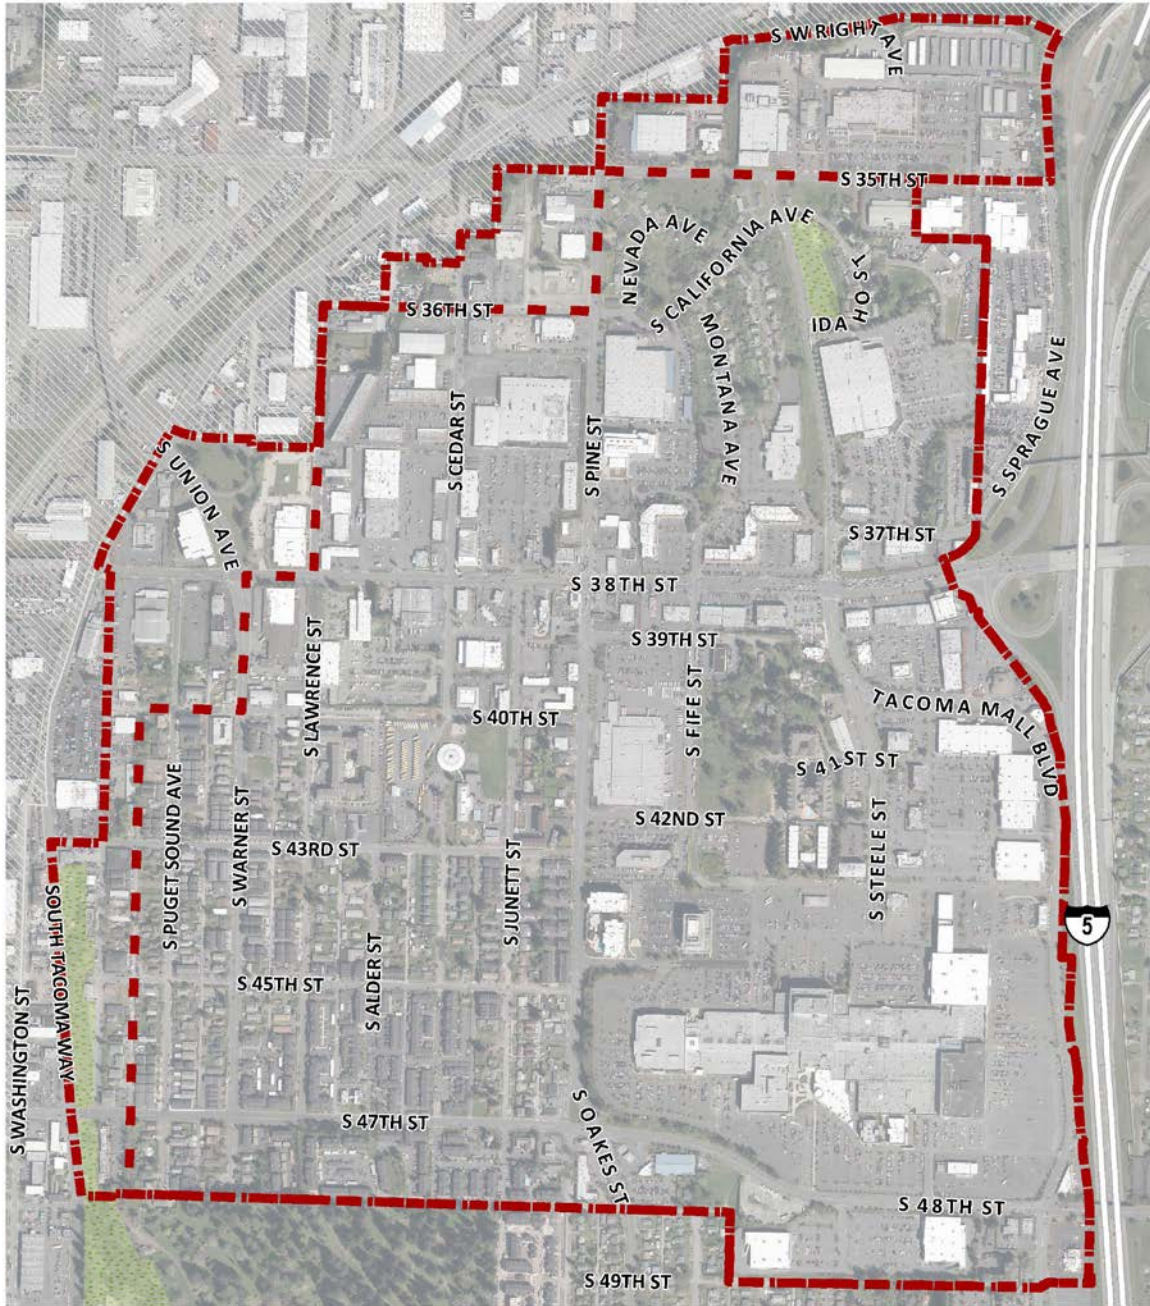 S WRIGHT AVE
S 35TH ST
NEVADA AVE
S CALIFORNIA AVE
IDAHO ST
S 36TH ST
MONTANA AVE
S SPRAGUE AVE
S CEDAR ST
S PINE ST
S UNION AVE
S 37TH ST
S 38TH ST
S LAWRENCE ST
S 39TH ST
S FIFE ST
TACOMA MALL BLVD
S 40TH ST
S 41ST ST
S PUGET SOUND AVE
S WARNER ST
S 42ND ST
S STEELE ST
S 43RD ST
S JUNETT ST
5
SOUTH TACOMA WAY
S ALDER ST
S 45TH ST
S WASHINGTON ST
S 47TH ST
S OAKES ST
S 48TH ST
S 49TH ST